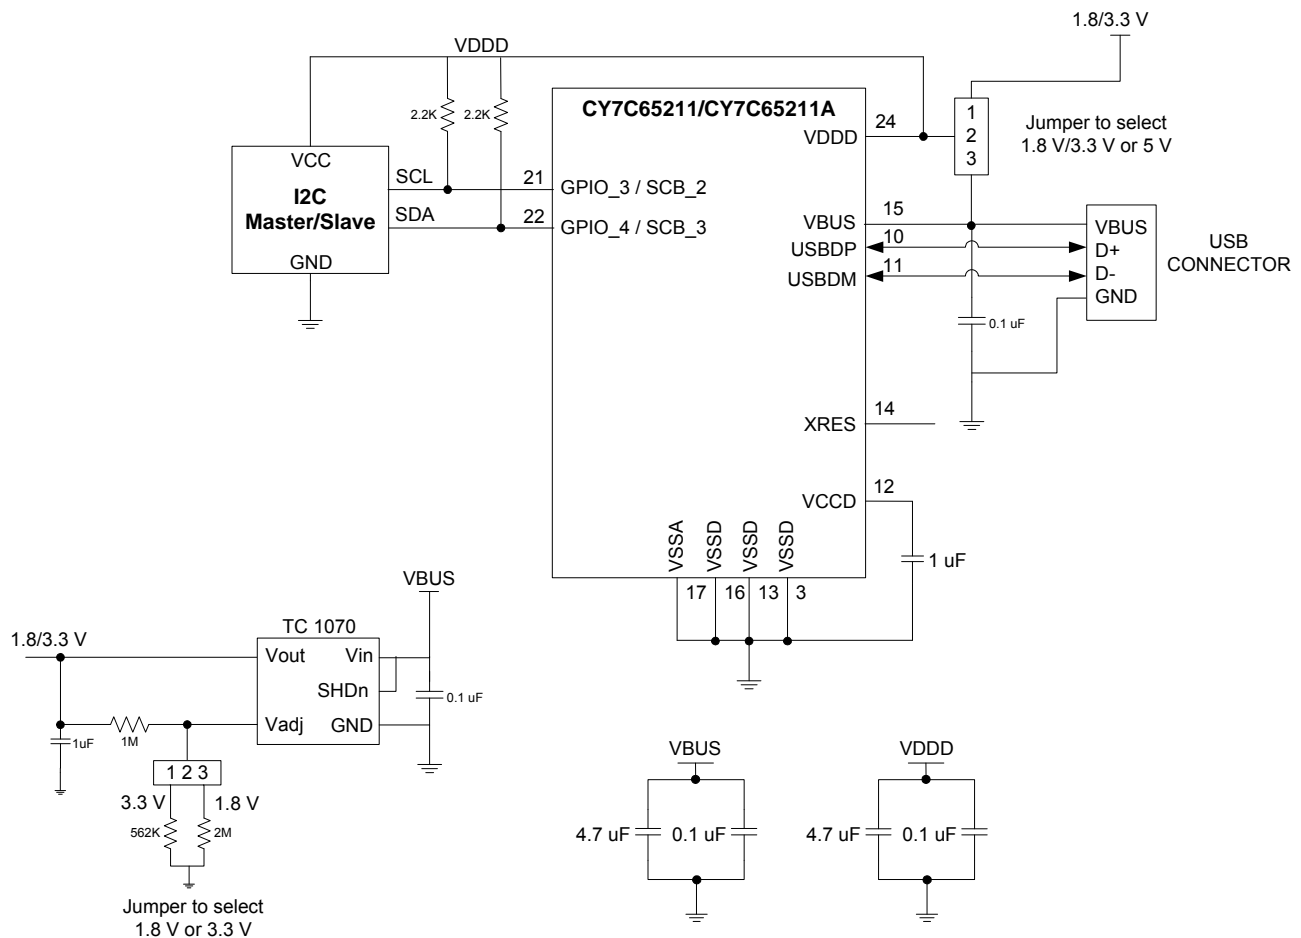 1.8/3.3 V
VDDD
2.2K
2.2K
CY7C65211/CY7C65211A
VDDD
24
1
2
3
Jumper to select
1.8 V/3.3 V or 5 V
VCC
I2C
Master/Slave
GND
SCL
SDA
21
22
GPIO_3 / SCB_2
GPIO_4 / SCB_3
VBUS
15
USBDP
10
USBDM
11
VBUS
D+
D-
GND
USB
CONNECTOR
0.1 uF
XRES
14
VCCD
12
1 uF
VSSA
VSSD
VSSD
VSSD
17
16
13
3
VBUS
1.8/3.3 V
TC 1070
Vout
Vin
SHDn
Vadj
GND
0.1 uF
1uF
1M
1 2 3
3.3 V
1.8 V
562K
2M
Jumper to select
1.8 V or 3.3 V
VBUS
4.7 uF
0.1 uF
VDDD
4.7 uF
0.1 uF